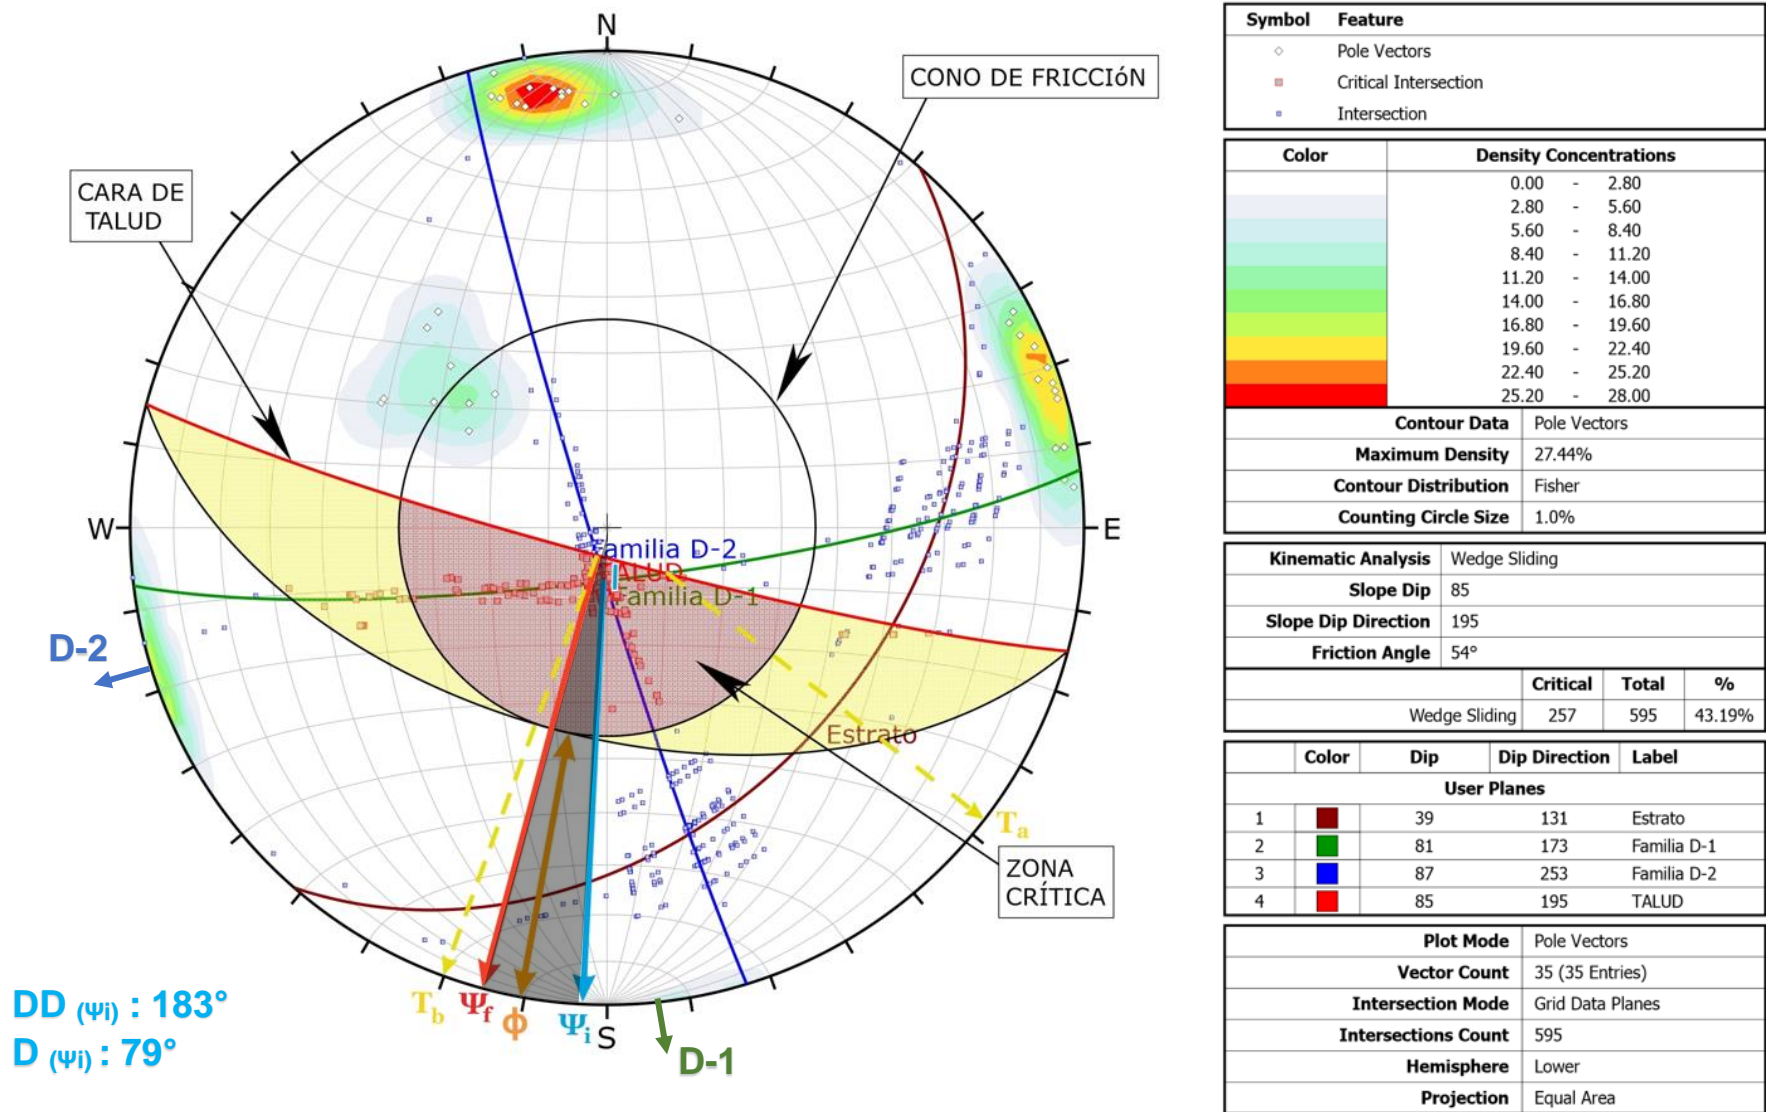 N
CONO DE FRICCIóN
CARA DE
TALUD
W
E
Familia D-2
TALUD
Familia D-1
D-2
Estrato
T_a
ZONA
CRÍTICA
T_b
Ψ_f
ϕ
Ψ_i
S
D-1
DD (Ψi) : 183°
D (Ψi) : 79°
Symbol Feature
Pole Vectors
Critical Intersection
Intersection
Color Density Concentrations
0.00 - 2.80
2.80 - 5.60
5.60 - 8.40
8.40 - 11.20
11.20 - 14.00
14.00 - 16.80
16.80 - 19.60
19.60 - 22.40
22.40 - 25.20
25.20 - 28.00
Contour Data Pole Vectors
Maximum Density 27.44%
Contour Distribution Fisher
Counting Circle Size 1.0%
Kinematic Analysis Wedge Sliding
Slope Dip 85
Slope Dip Direction 195
Friction Angle 54°
Critical Total %
Wedge Sliding 257 595 43.19%
Color Dip Dip Direction Label
User Planes
1 39 131 Estrato
2 81 173 Familia D-1
3 87 253 Familia D-2
4 85 195 TALUD
Plot Mode Pole Vectors
Vector Count 35 (35 Entries)
Intersection Mode Grid Data Planes
Intersections Count 595
Hemisphere Lower
Projection Equal Area